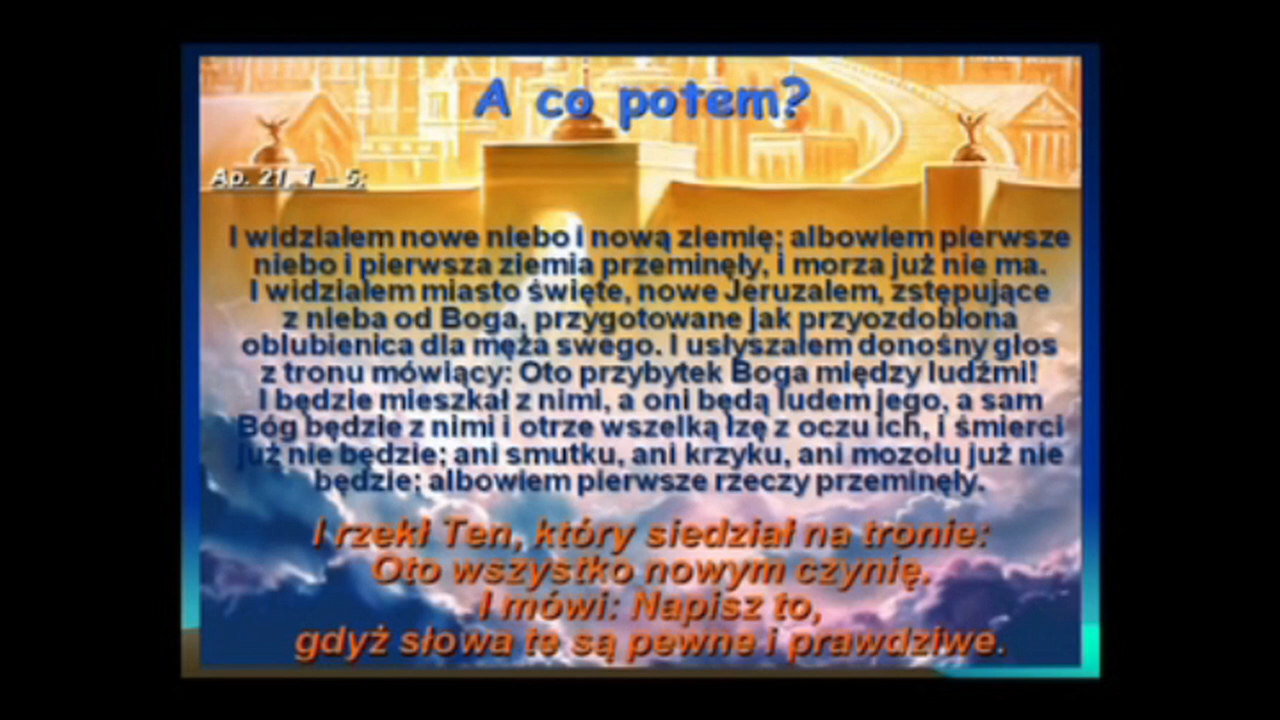 A co potem?
Ap. 21, 1 – 5:
I widziałem nowe niebo i nową ziemię; albowiem pierwsze
niebo i pierwsza ziemia przeminęły, i morza już nie ma.
I widziałem miasto święte, nowe Jeruzalem, zstępujące
z nieba od Boga, przygotowane jak przyozdobiona
oblubienica dla męża swego. I usłyszałem donośny głos
z tronu mówiący: Oto przybytek Boga między ludźmi!
I będzie mieszkał z nimi, a oni będą ludem jego, a sam
Bóg będzie z nimi i otrze wszelką łzę z oczu ich, i śmierci
już nie będzie; ani smutku, ani krzyku, ani mozołu już nie
będzie; albowiem pierwsze rzeczy przeminęły.
I rzekł Ten, który siedział na tronie:
Oto wszystko nowym czynię.
I mówi: Napisz to,
gdyż słowa te są pewne i prawdziwe.